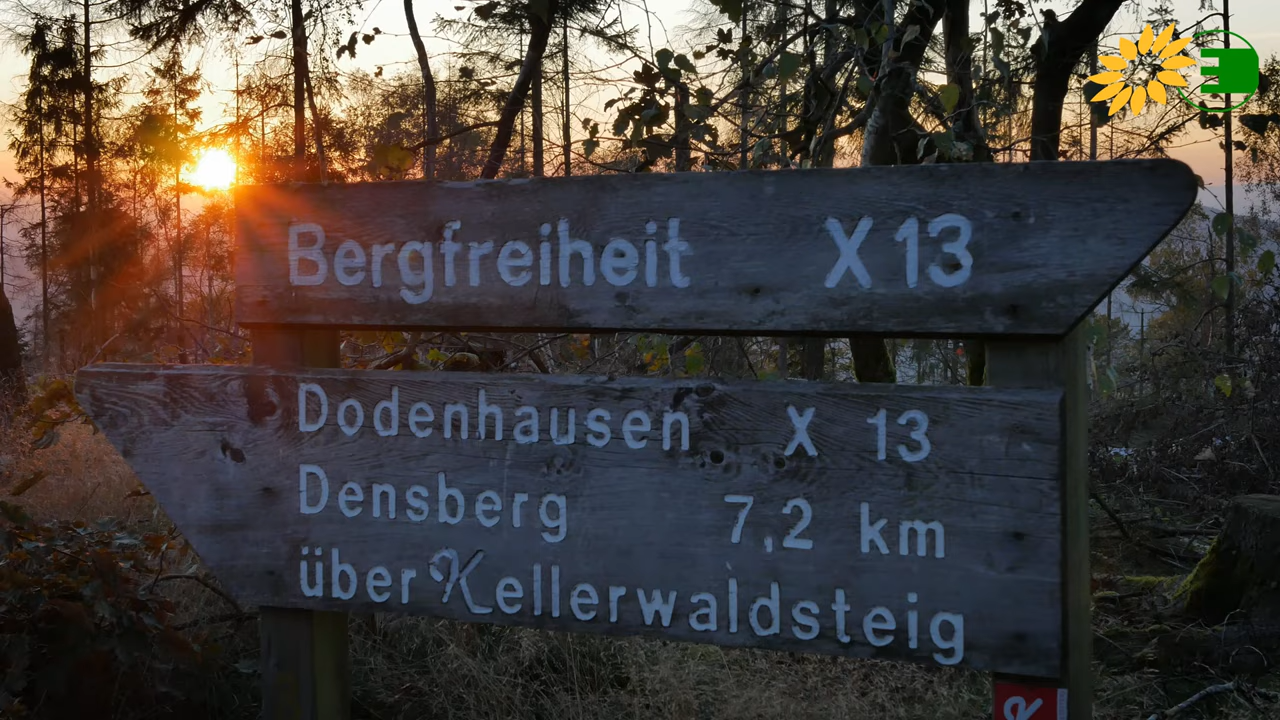 Bergfreiheit X 13
Dodenhausen X 13
Densberg 7,2 km
über Kellerwaldsteig